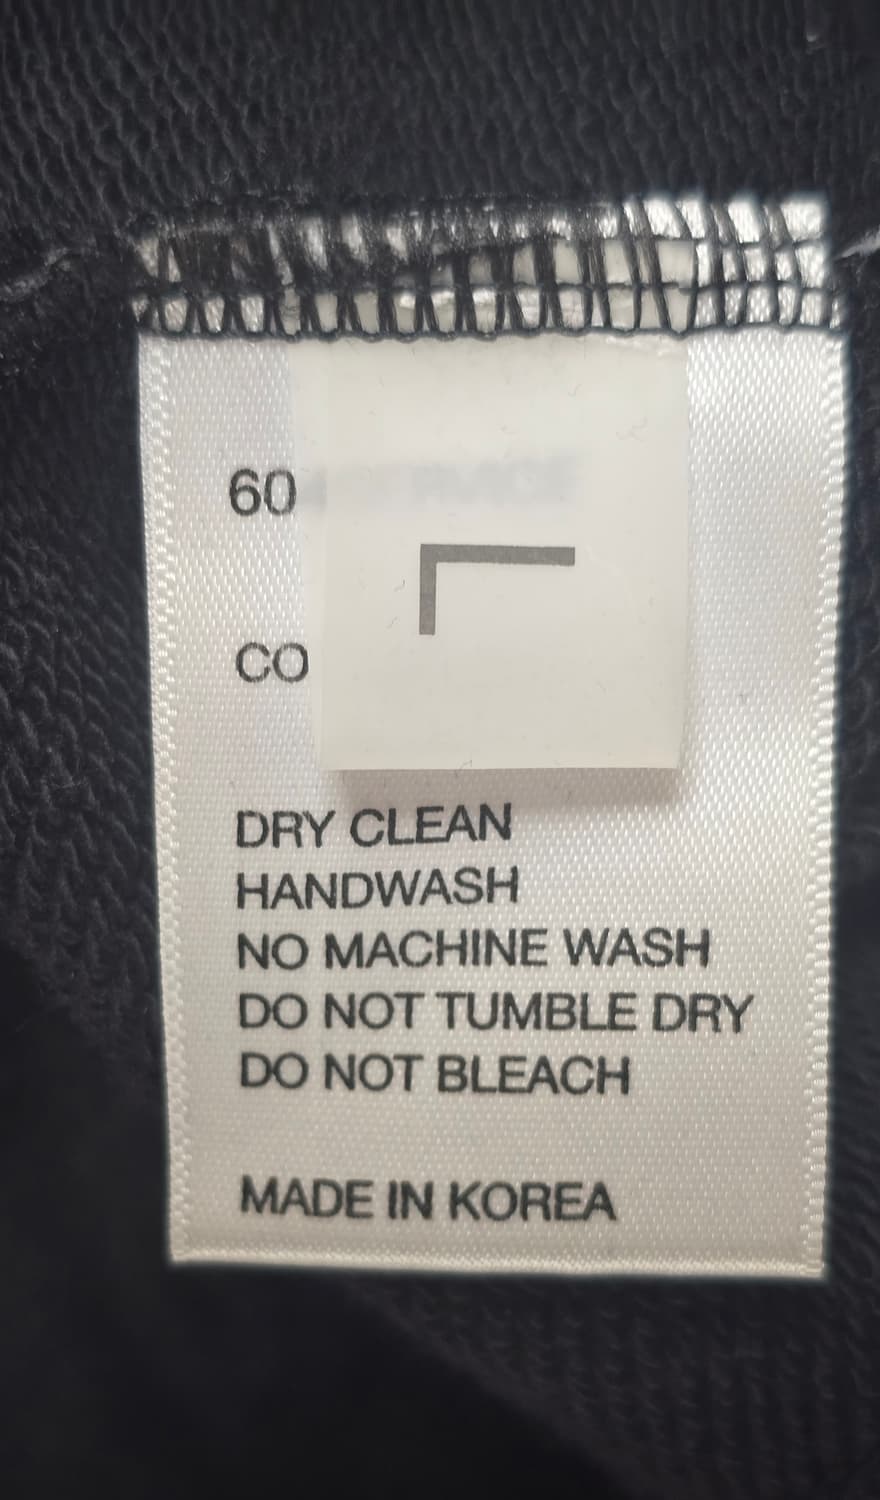 60
L
CO
DRY CLEAN
HANDWASH
NO MACHINE WASH
DO NOT TUMBLE DRY
DO NOT BLEACH
MADE IN KOREA